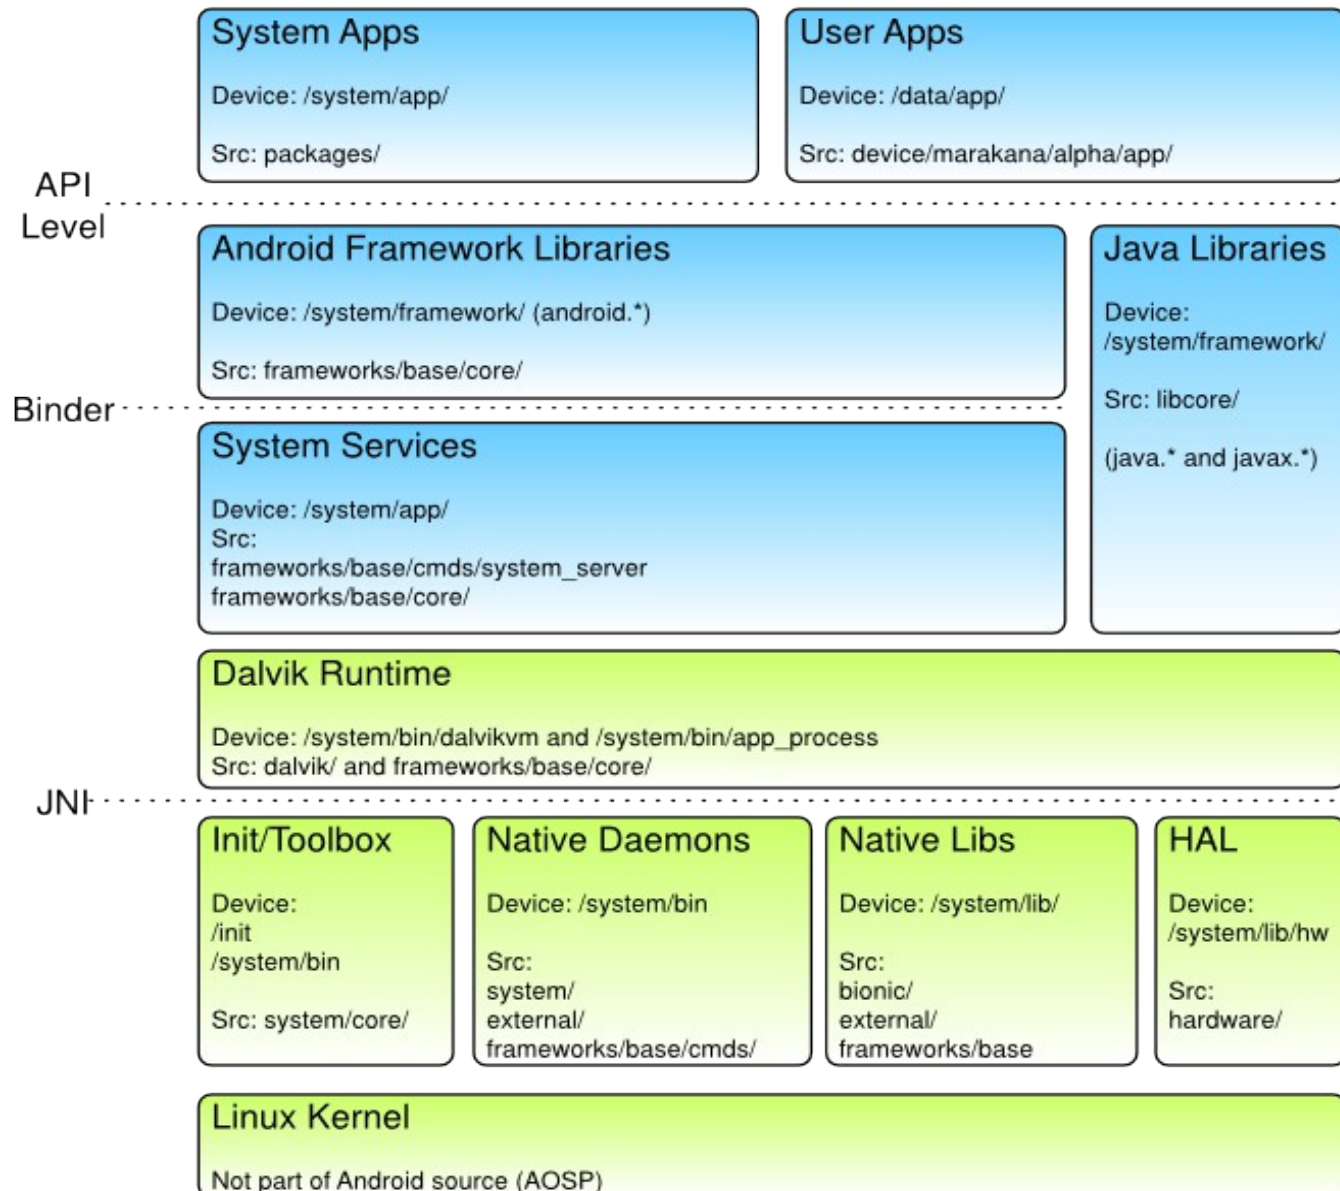 System Apps
Device: /system/app/
Src: packages/
User Apps
Device: /data/app/
Src: device/marakana/alpha/app/
API
Level
Android Framework Libraries
Device: /system/framework/ (android.*)
Src: frameworks/base/core/
Java Libraries
Device:
/system/framework/
Src: libcore/
(java.* and javax.*)
Binder
System Services
Device: /system/app/
Src:
frameworks/base/cmds/system_server
frameworks/base/core/
Dalvik Runtime
Device: /system/bin/dalvikvm and /system/bin/app_process
Src: dalvik/ and frameworks/base/core/
JNI
Init/Toolbox
Device:
/init
/system/bin
Src: system/core/
Native Daemons
Device: /system/bin
Src:
system/
external/
frameworks/base/cmds/
Native Libs
Device: /system/lib/
Src:
bionic/
external/
frameworks/base
HAL
Device:
/system/lib/hw
Src:
hardware/
Linux Kernel
Not part of Android source (AOSP)